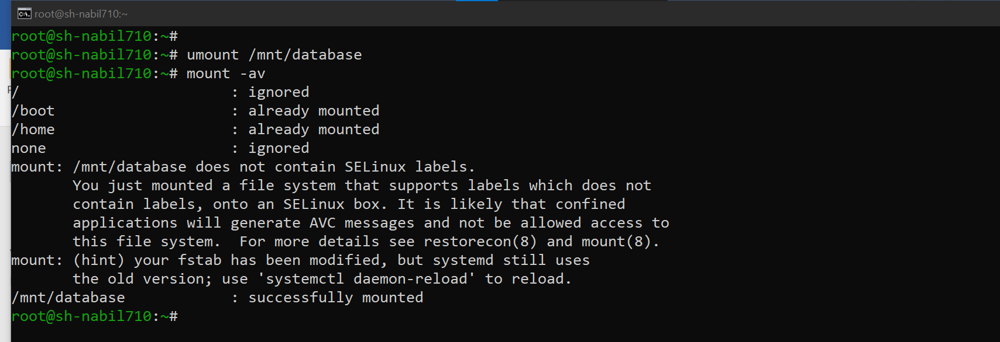 root@sh-nabil710:~
root@sh-nabil710:~#
root@sh-nabil710:~# umount /mnt/database
root@sh-nabil710:~# mount -av
/                        : ignored
/boot                    : already mounted
/home                    : already mounted
none                     : ignored
mount: /mnt/database does not contain SELinux labels.
       You just mounted a file system that supports labels which does not
       contain labels, onto an SELinux box. It is likely that confined
       applications will generate AVC messages and not be allowed access to
       this file system.  For more details see restorecon(8) and mount(8).
mount: (hint) your fstab has been modified, but systemd still uses
       the old version; use 'systemctl daemon-reload' to reload.
/mnt/database            : successfully mounted
root@sh-nabil710:~#